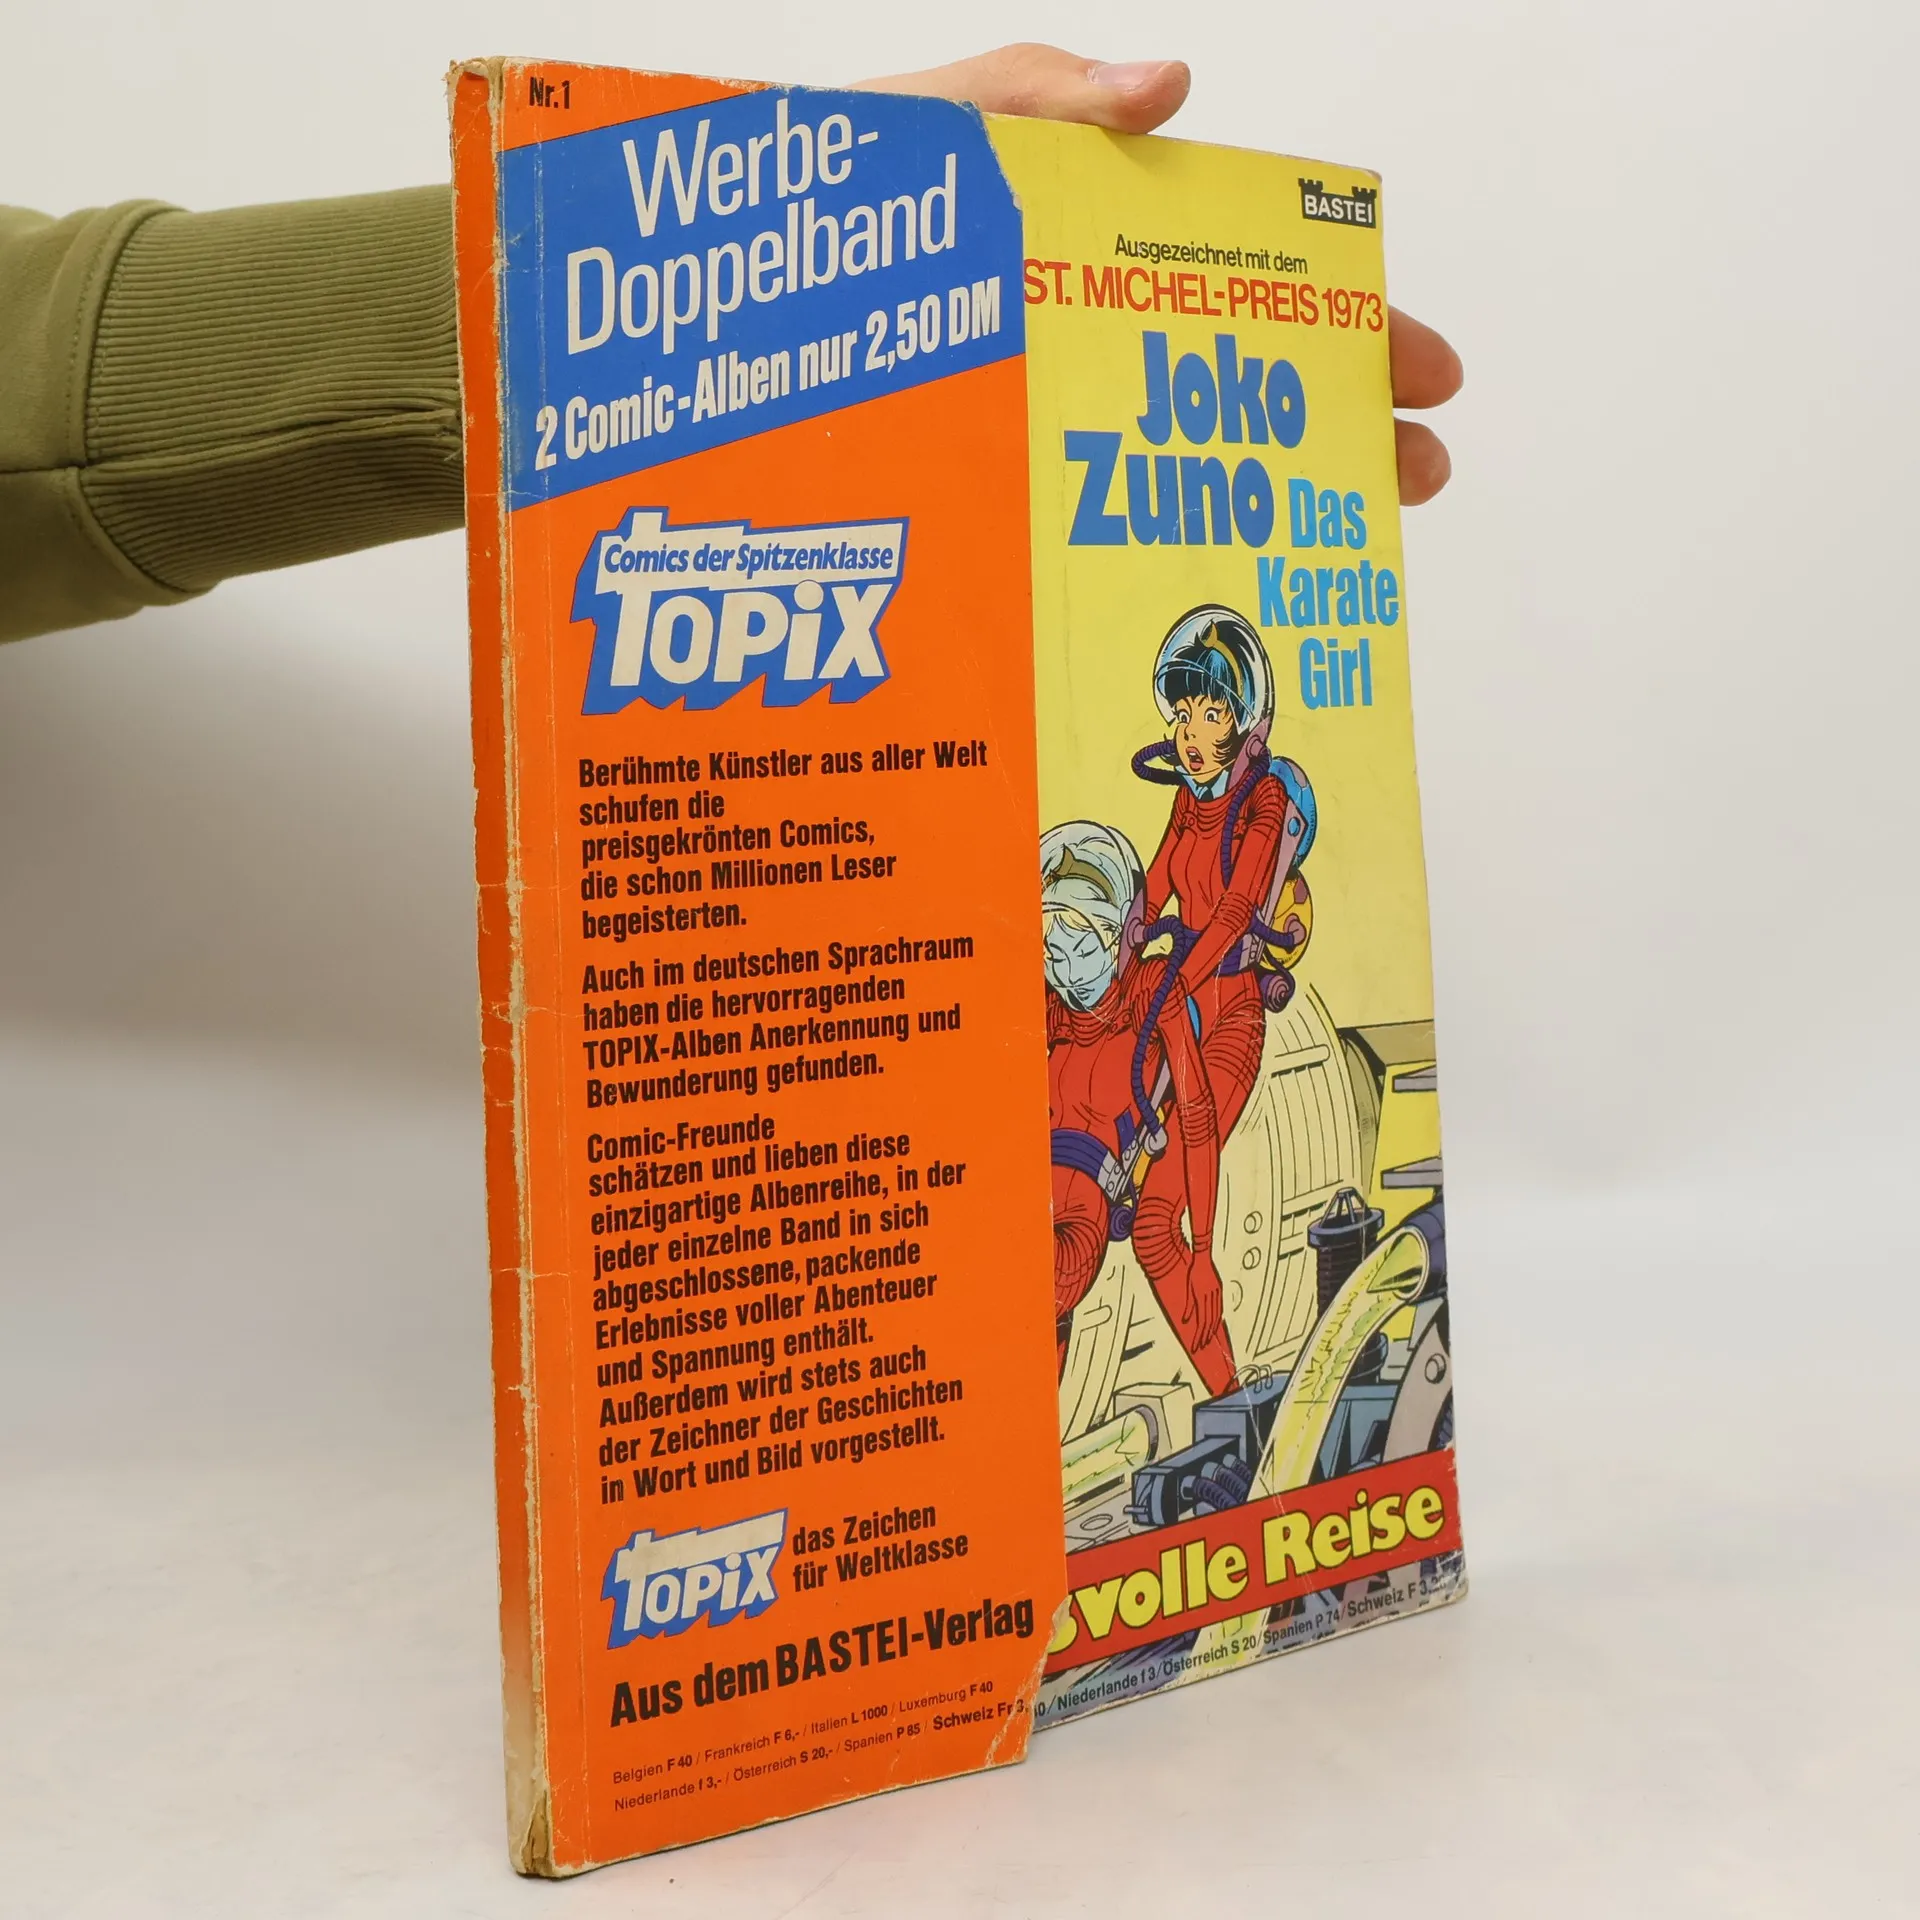 Nr.1
Werbe-
Doppelband
2 Comic-Alben nur 2,50 DM
Comics der Spitzenklasse
TOPiX
Berühmte Künstler aus aller Welt
schufen die
preisgekrönten Comics,
die schon Millionen Leser
begeisterten.
Auch im deutschen Sprachraum
haben die hervorragenden
TOPIX-Alben Anerkennung und
Bewunderung gefunden.
Comic-Freunde
schätzen und lieben diese
einzigartige Albenreihe, in der
jeder einzelne Band in sich
abgeschlossene, packende
Erlebnisse voller Abenteuer
und Spannung enthält.
Außerdem wird stets auch
der Zeichner der Geschichten
in Wort und Bild vorgestellt.
TOPiX
das Zeichen
für Weltklasse
Aus dem BASTEI-Verlag
Belgien F 40 / Frankreich F 6,- / Italien L 1000 / Luxemburg F 40
Niederlande f 3,- / Österreich S 20,- / Spanien P 85 / Schweiz Fr 3,
BASTEI
Ausgezeichnet mit dem
ST. MICHEL-PREIS 1973
Joko
Zuno
Das
Karate
Girl
svolle Reise
/Niederlande f 3/Österreich S 20/Spanien P 74/Schweiz F 3,